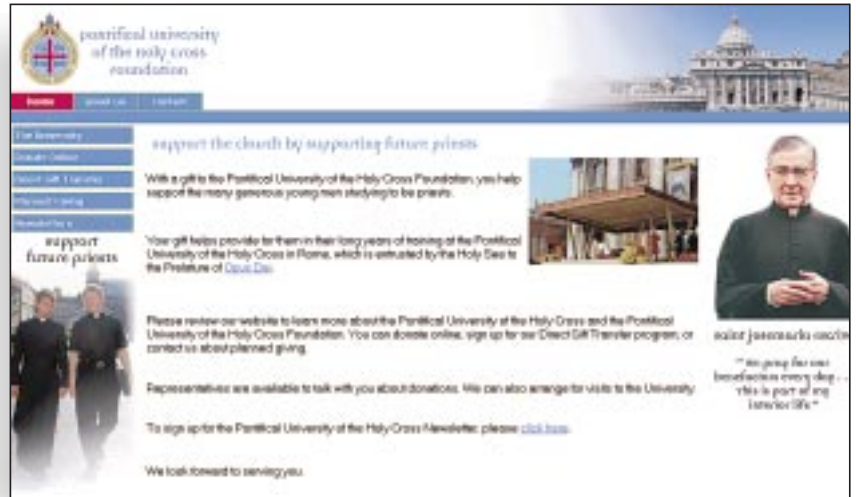 pontifical university
of the holy cross
foundation
home about us contact
The University
Donate Online
Direct Gift Transfer
Planned Giving
Newsletters
support
future priests
support the church by supporting future priests
With a gift to the Pontifical University of the Holy Cross Foundation, you help
support the many generous young men studying to be priests.
Your gift helps provide for them in their long years of training at the Pontifical
University of the Holy Cross in Rome, which is entrusted by the Holy See to
the Prelature of Opus Dei.
Please review our website to learn more about the Pontifical University of the Holy Cross and the Pontifical
University of the Holy Cross Foundation. You can donate online, sign up for our Direct Gift Transfer program, or
contact us about planned giving.
Representatives are available to talk with you about donations. We can also arrange for visits to the University.
To sign up for the Pontifical University of the Holy Cross Newsletter, please click here.
We look forward to serving you.
saint josemaria
"we pray for our
benefactors every day . . .
this is part of my
interior life"